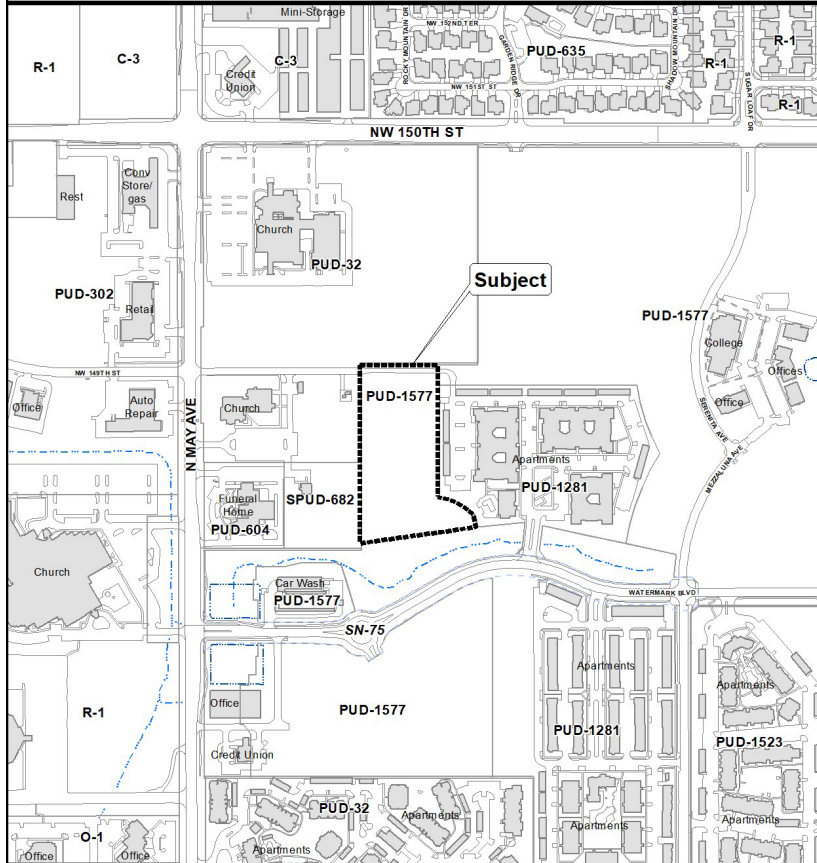 Mini-Storage
NW 152ND TER
ROCKY MOUNTAIN DR
GARDEN RIDGE DR
PUD-635
SHADOW MOUNTAIN DR
R-1
R-1
C-3
C-3
R-1
Credit
Union
NW 151ST ST
R-1
SUGAR LOAF DR
NW 150TH ST
Conv
Store/
gas
Rest
Church
PUD-32
Subject
PUD-302
Retail
PUD-1577
College
Offices
NW 149TH ST
PUD-1577
Office
Auto
Repair
Church
Office
SERENITA AVE
N MAY AVE
Apartments
MEZZALUNA AVE
PUD-1281
Funeral
Home
SPUD-682
PUD-604
Church
Car Wash
PUD-1577
WATERMARK BLVD
SN-75
Apartments
Apartments
Office
R-1
PUD-1577
PUD-1281
PUD-1523
Credit Union
PUD-32
Apartments
Apartments
Apartments
O-1
Office
Office
Apartments
Apartments